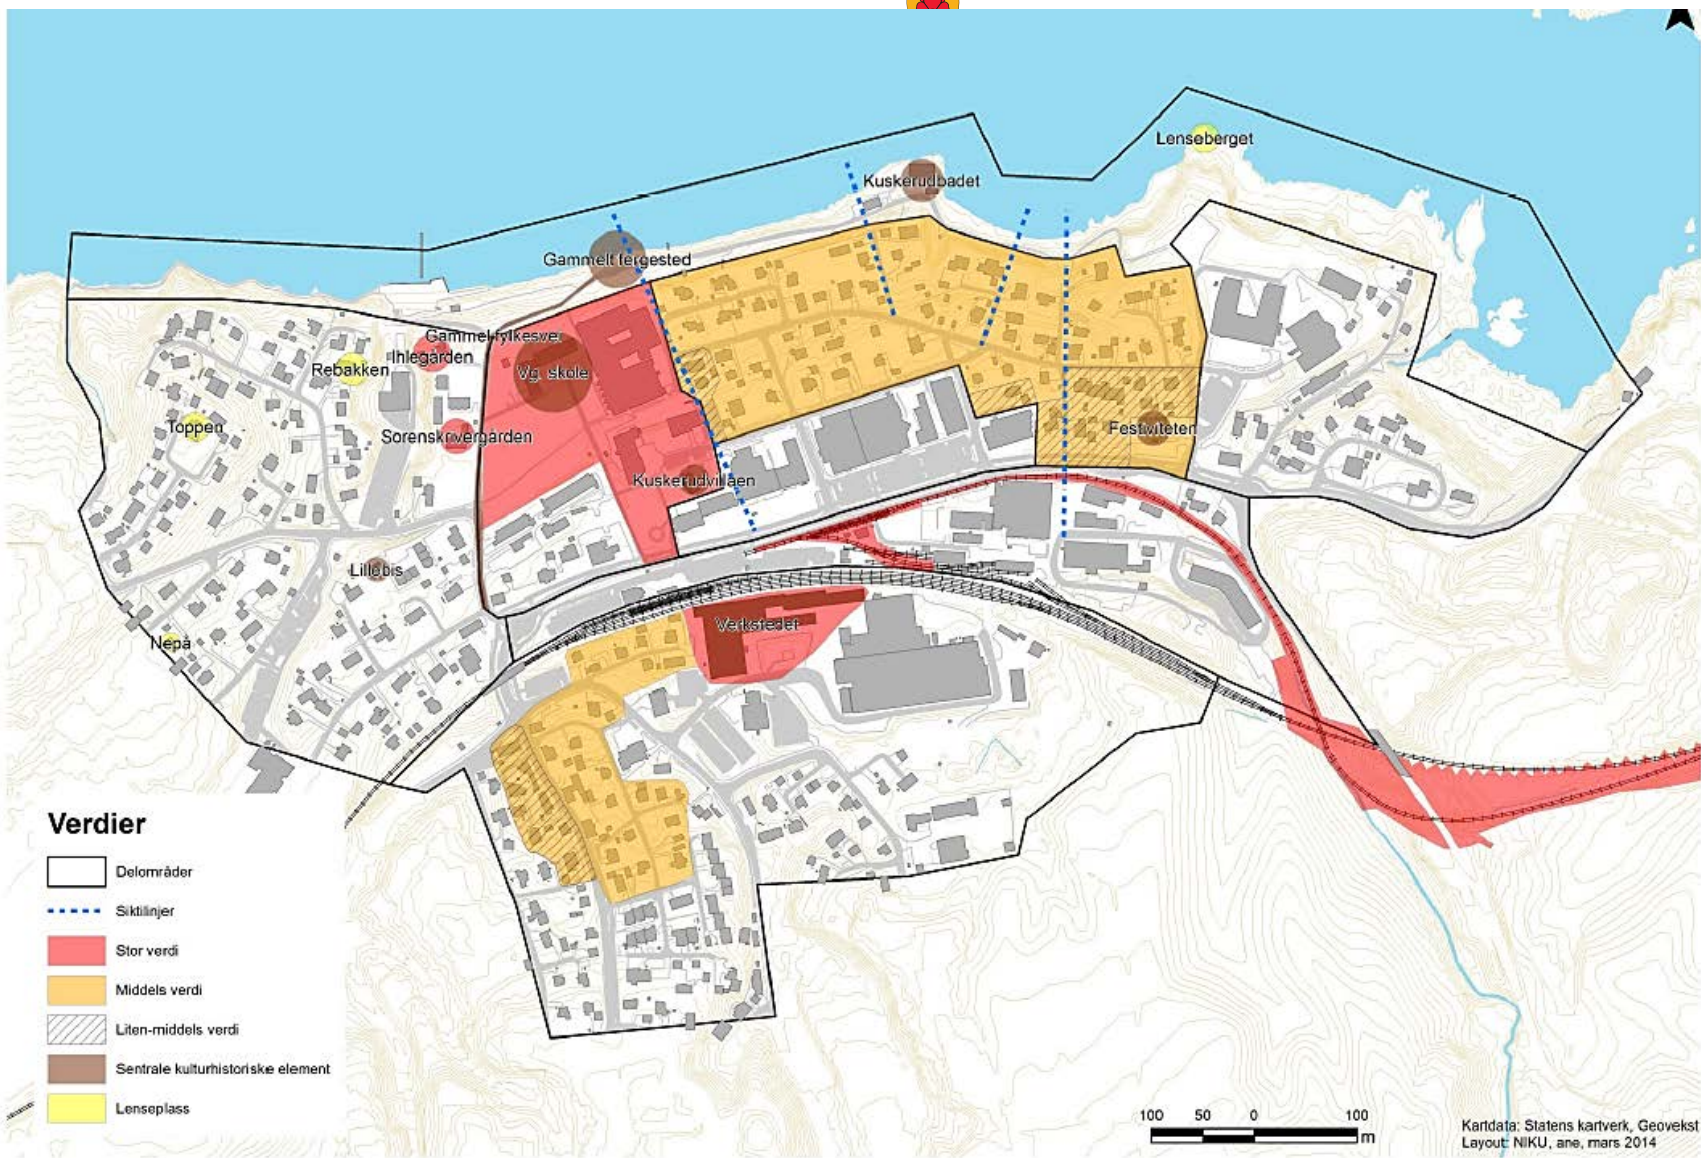 Lenseberget
Kuskerudbadet
Gammelt fergested
Gammel fylkesvei
Ihlegården
Rebakken
Vg. skole
Toppen
Sorenskrivergården
Festiviteten
Kuskerudvillaen
Lillebis
Nepå
Verkstedet
Verdier
Delområder
Siktlinjer
Stor verdi
Middels verdi
Liten-middels verdi
Sentrale kulturhistoriske element
Lenseplass
100 50 0 100
m
Kartdata: Statens kartverk, Geovekst
Layout: NIKU, ane, mars 2014